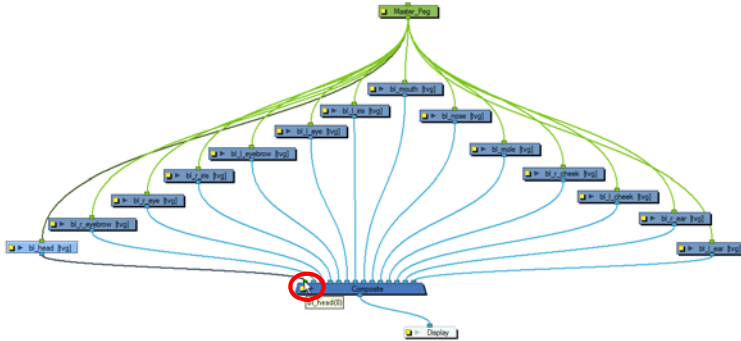 Master_Peg
bl_mouth [tvg]
bl_l_iris [tvg]
bl_nose [tvg]
bl_l_eye [tvg]
bl_mole [tvg]
bl_l_eyebrow [tvg]
bl_r_iris [tvg]
bl_r_cheek [tvg]
bl_r_eye [tvg]
bl_l_cheek [tvg]
bl_r_eyebrow [tvg]
bl_r_ear [tvg]
bl_head [tvg]
bl_l_ear [tvg]
Composite
bl_head(0)
Display